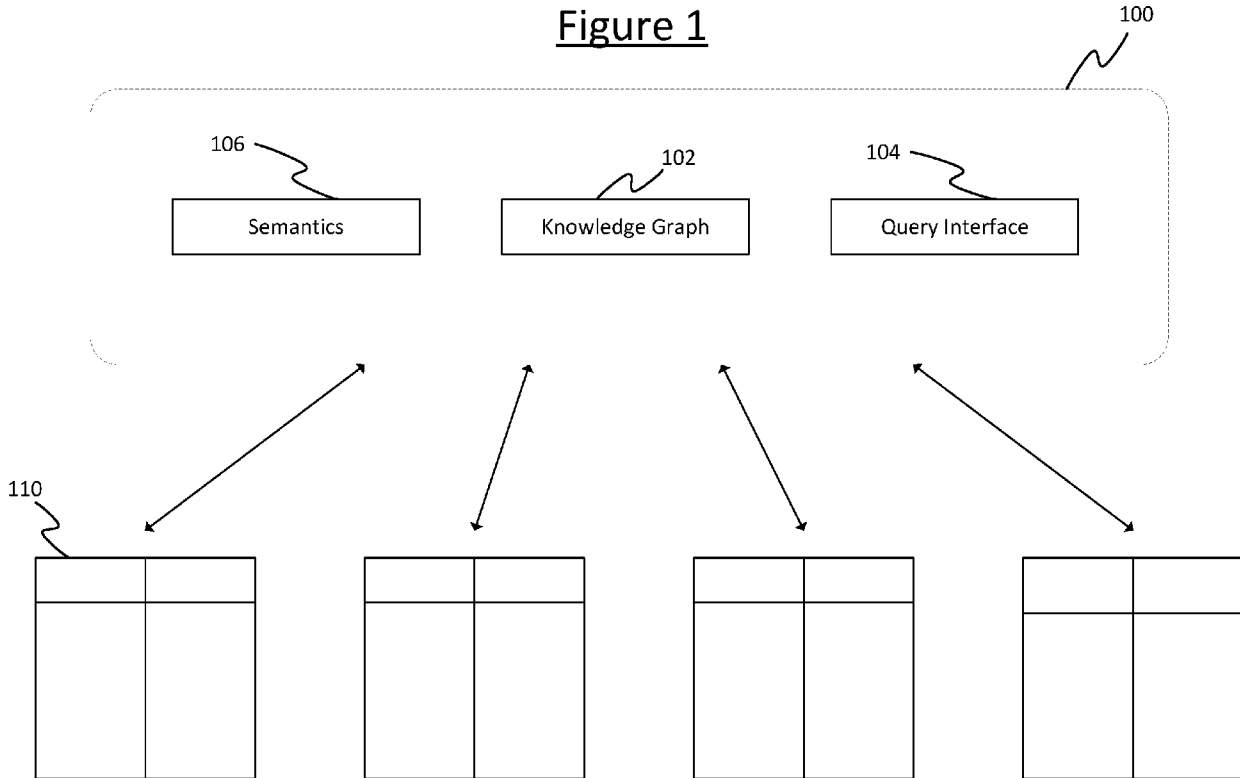 Figure 1
100
106
102
104
Semantics
Knowledge Graph
Query Interface
110